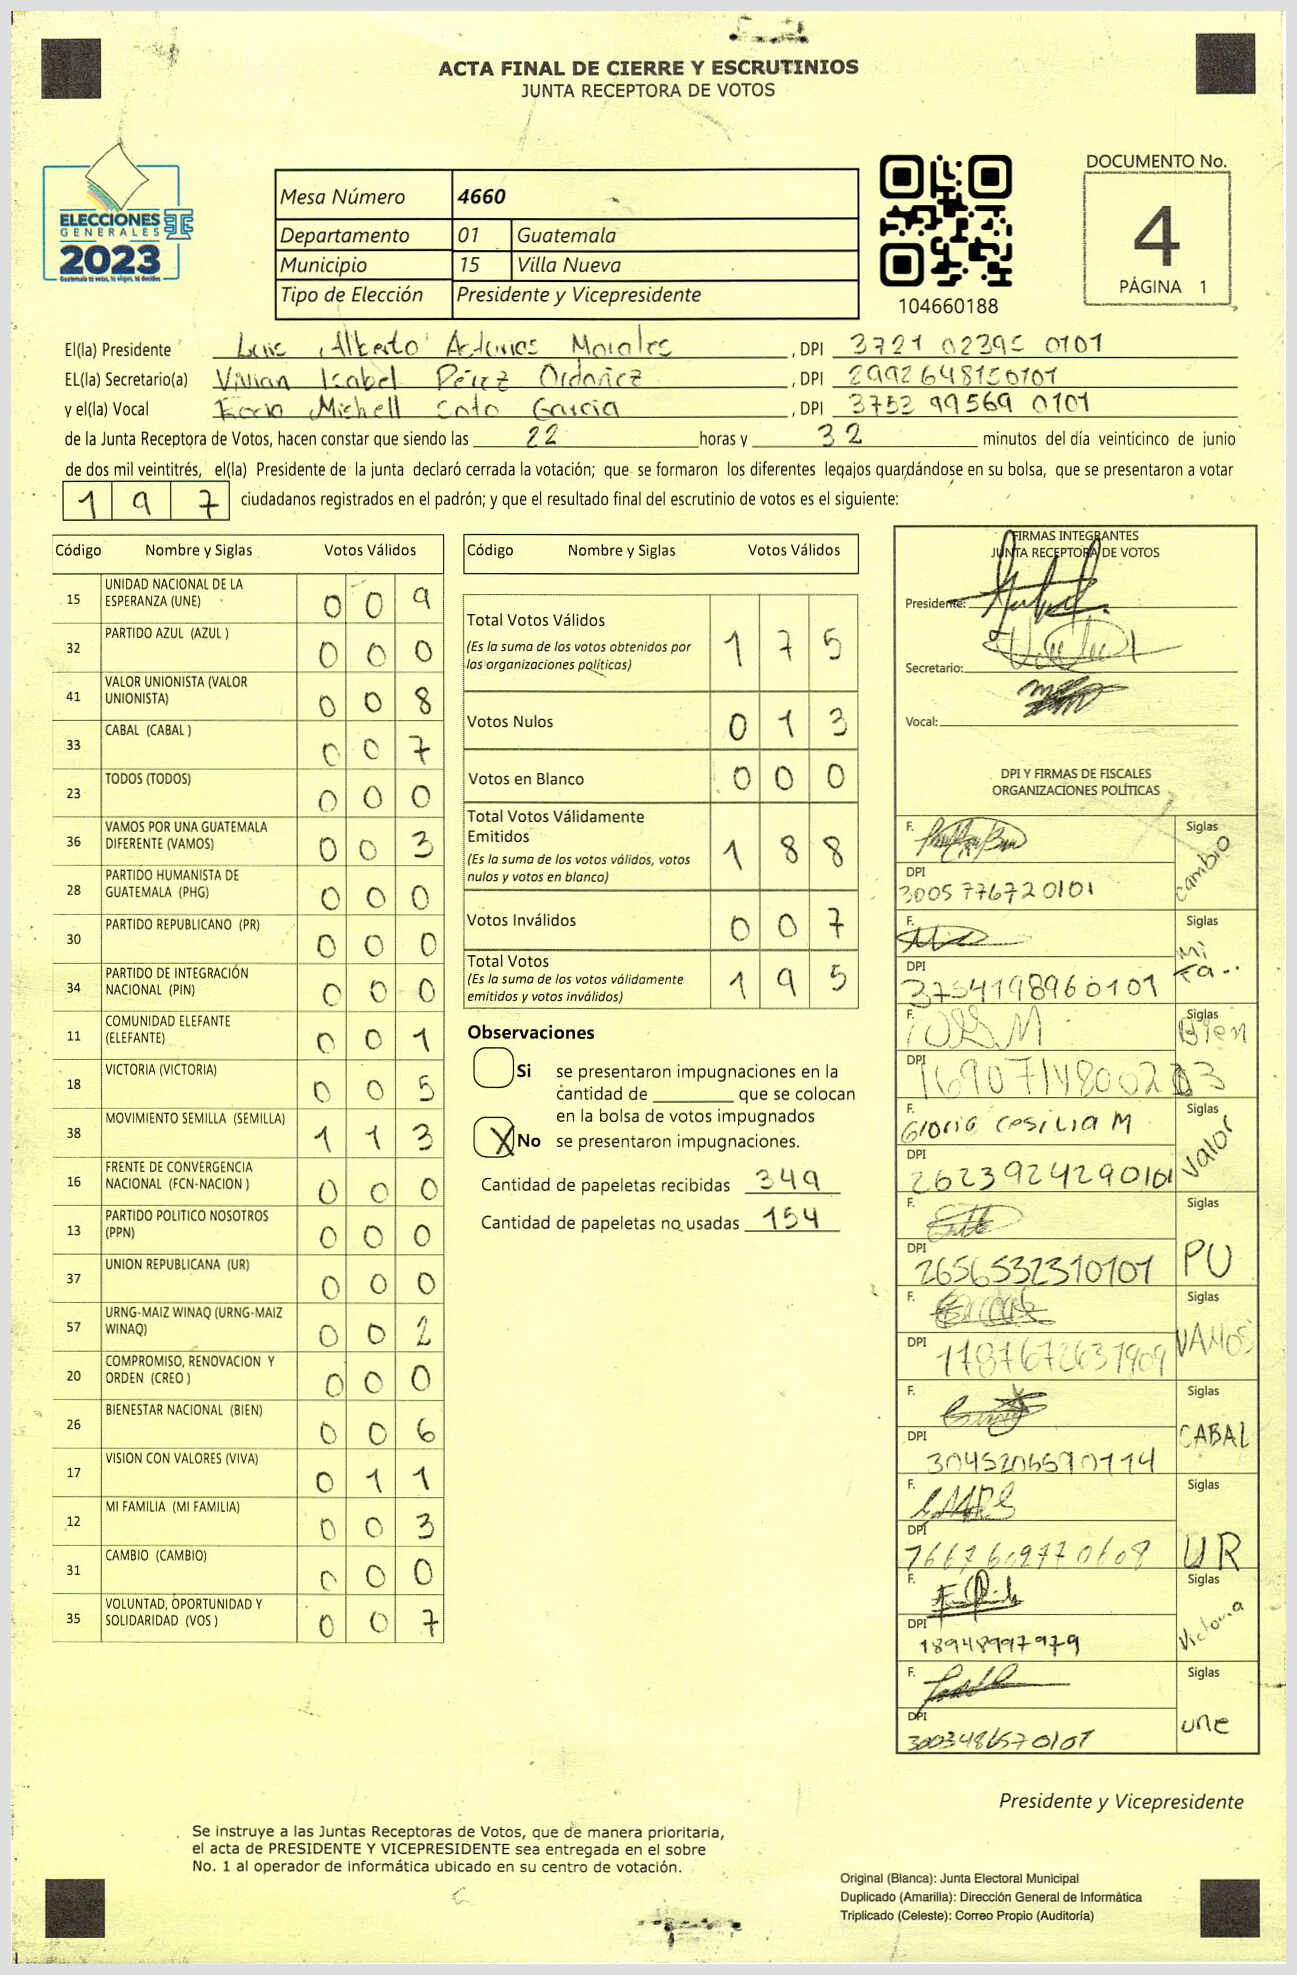 ACTA FINAL DE CIERRE Y ESCRUTINIOS
JUNTA RECEPTORA DE VOTOS
ELECCIONES
GENERALES
2023
Mesa Número 4660
Departamento 01 Guatemala
Municipio 15 Villa Nueva
Tipo de Elección Presidente y Vicepresidente
104660188
DOCUMENTO No.
4
PÁGINA 1
El(la) Presidente Luis Alberto Morales , DPI 3721 0101
EL(la) Secretario(a) Vivian Isabel Pérez Ordoñez , DPI 2992648150101
y el(la) Vocal Michell Soto Garcia , DPI 3753 99569 0101
de la Junta Receptora de Votos, hacen constar que siendo las 22 horas y 32 minutos del día veinticinco de junio
de dos mil veintitrés, el(la) Presidente de la junta declaró cerrada la votación; que se formaron los diferentes legajos guardándose en su bolsa, que se presentaron a votar
1 9 7 ciudadanos registrados en el padrón; y que el resultado final del escrutinio de votos es el siguiente:
Código Nombre y Siglas Votos Válidos
15 UNIDAD NACIONAL DE LA ESPERANZA (UNE) 0 0 9
32 PARTIDO AZUL (AZUL ) 0 0 0
41 VALOR UNIONISTA (VALOR UNIONISTA) 0 0 8
33 CABAL (CABAL ) 0 0 7
23 TODOS (TODOS) 0 0 0
36 VAMOS POR UNA GUATEMALA DIFERENTE (VAMOS) 0 0 3
28 PARTIDO HUMANISTA DE GUATEMALA (PHG) 0 0 0
30 PARTIDO REPUBLICANO (PR) 0 0 0
34 PARTIDO DE INTEGRACIÓN NACIONAL (PIN) 0 0 0
11 COMUNIDAD ELEFANTE (ELEFANTE) 0 0 1
18 VICTORIA (VICTORIA) 0 0 5
38 MOVIMIENTO SEMILLA (SEMILLA) 1 1 3
16 FRENTE DE CONVERGENCIA NACIONAL (FCN-NACION ) 0 0 0
13 PARTIDO POLITICO NOSOTROS (PPN) 0 0 0
37 UNION REPUBLICANA (UR) 0 0 0
57 URNG-MAIZ WINAQ (URNG-MAIZ WINAQ) 0 0 2
20 COMPROMISO, RENOVACION Y ORDEN (CREO ) 0 0 0
26 BIENESTAR NACIONAL (BIEN) 0 0 6
17 VISION CON VALORES (VIVA) 0 1 1
12 MI FAMILIA (MI FAMILIA) 0 0 3
31 CAMBIO (CAMBIO) 0 0 0
35 VOLUNTAD, OPORTUNIDAD Y SOLIDARIDAD (VOS ) 0 0 7
Código Nombre y Siglas Votos Válidos
Total Votos Válidos 1 7 5
(Es la suma de los votos obtenidos por
las organizaciones políticas)
Votos Nulos 0 1 3
Votos en Blanco 0 0 0
Total Votos Válidamente
Emitidos 1 8 8
(Es la suma de los votos válidos, votos
nulos y votos en blanco)
Votos Inválidos 0 0 7
Total Votos 1 9 5
(Es la suma de los votos válidamente
emitidos y votos inválidos)
Observaciones
Si se presentaron impugnaciones en la
cantidad de que se colocan
en la bolsa de votos impugnados
X No se presentaron impugnaciones.
Cantidad de papeletas recibidas 349
Cantidad de papeletas no usadas 154
FIRMAS INTEGRANTES
JUNTA RECEPTORA DE VOTOS
Presidente:
Secretario:
Vocal:
DPI Y FIRMAS DE FISCALES
ORGANIZACIONES POLÍTICAS
F. Siglas cambio
DPI 3005 77672 0101
F. Siglas Mi Fa..
DPI 3754198960101
F. Siglas Bien
DPI
F. Gloria Cesilia M Siglas Valor
DPI 2623924290101
F. Siglas PU
DPI 2656532310101
F. Siglas VAMOS
DPI 1787672631909
F. Siglas CABAL
DPI 3045206590114
F. Siglas UR
DPI 7667609770608
F. Siglas Victoria
DPI 18948997979
F. Siglas une
DPI 3003486570101
Presidente y Vicepresidente
Se instruye a las Juntas Receptoras de Votos, que de manera prioritaria,
el acta de PRESIDENTE Y VICEPRESIDENTE sea entregada en el sobre
No. 1 al operador de informática ubicado en su centro de votación.
Original (Blanca): Junta Electoral Municipal
Duplicado (Amarilla): Dirección General de Informática
Triplicado (Celeste): Correo Propio (Auditoría)